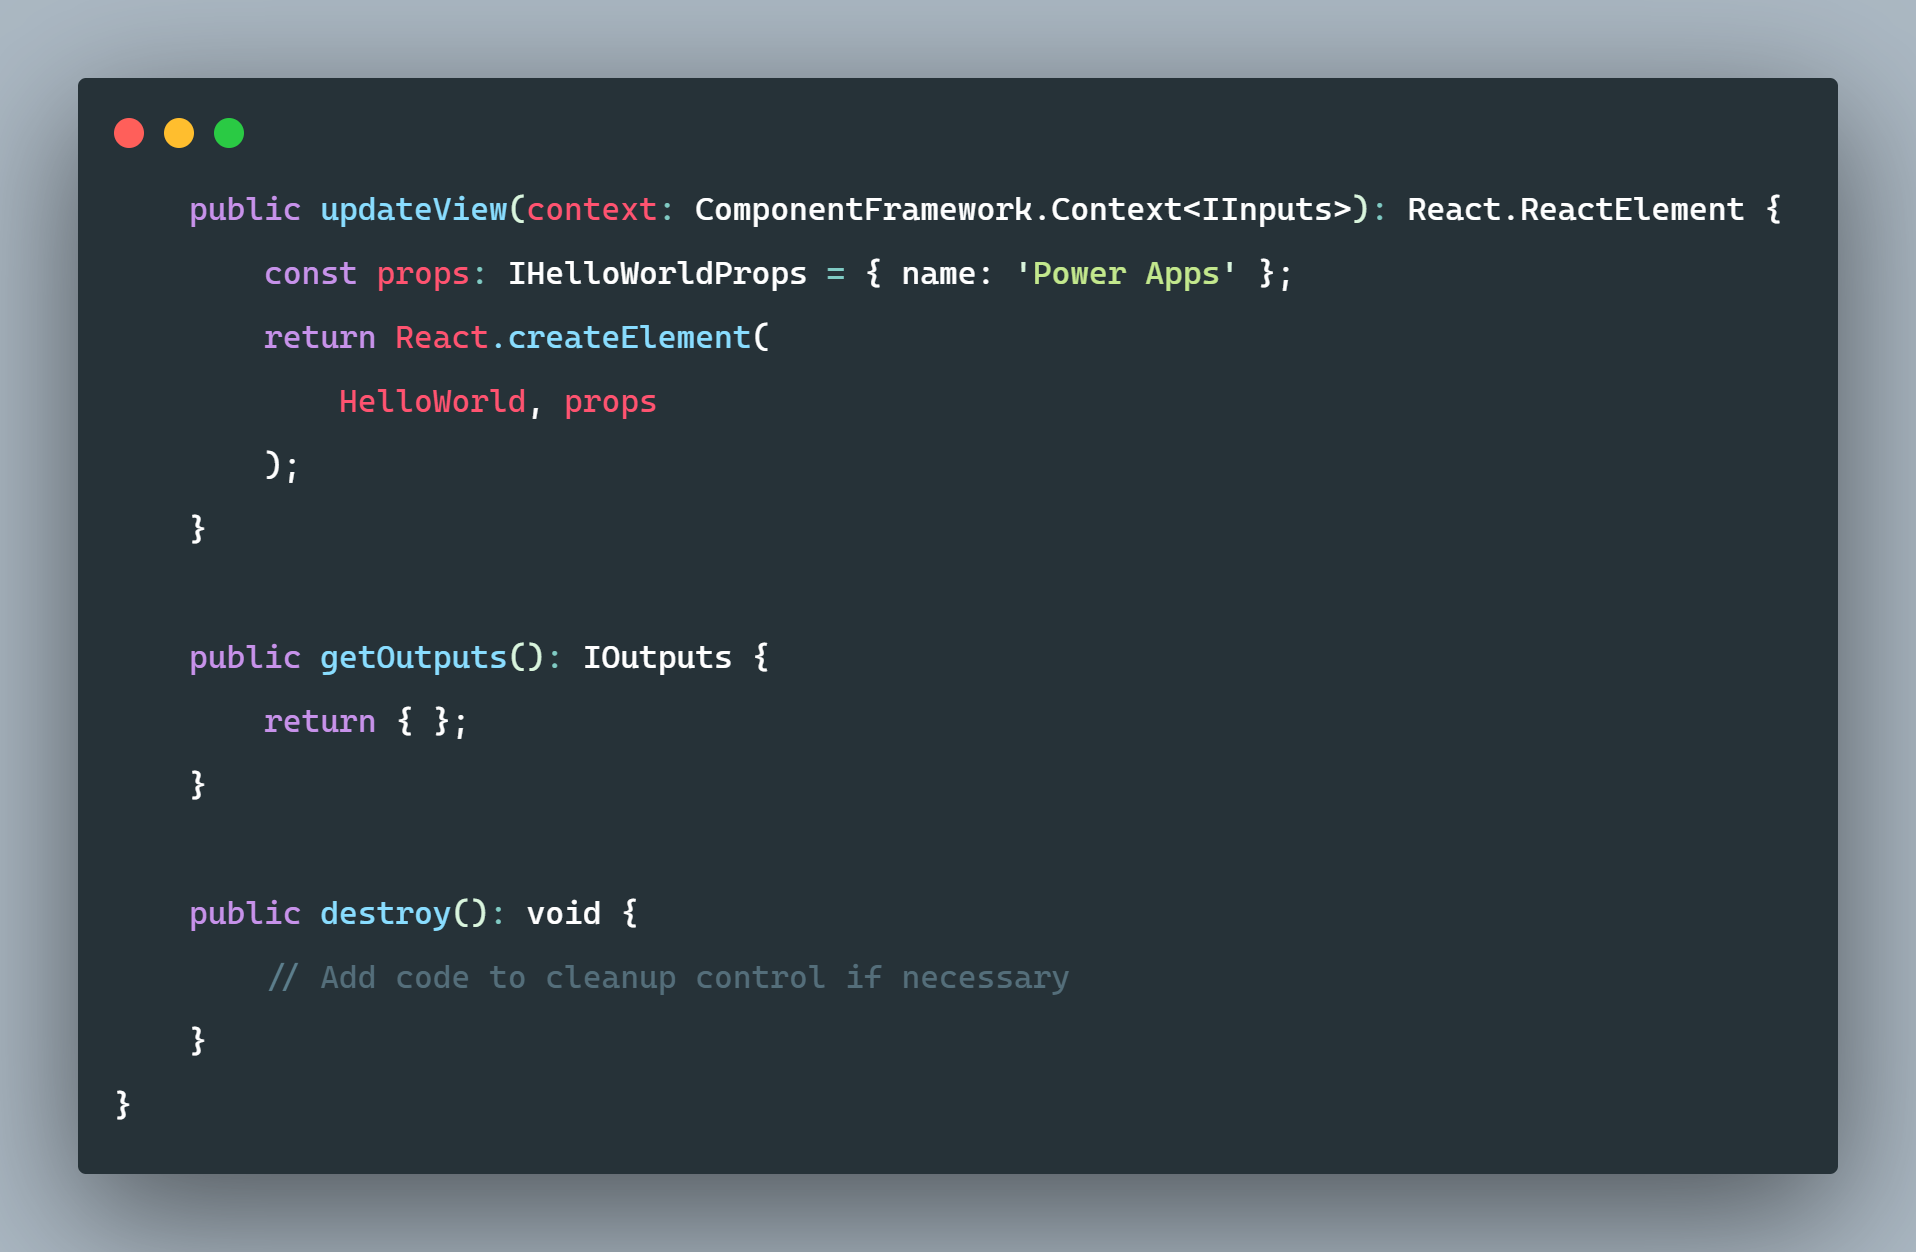 public updateView(context: ComponentFramework.Context<IInputs>): React.ReactElement {
const props: IHelloWorldProps = { name: 'Power Apps' };
return React.createElement(
HelloWorld, props
);
}
public getOutputs(): IOutputs {
return { };
}
public destroy(): void {
// Add code to cleanup control if necessary
}
}